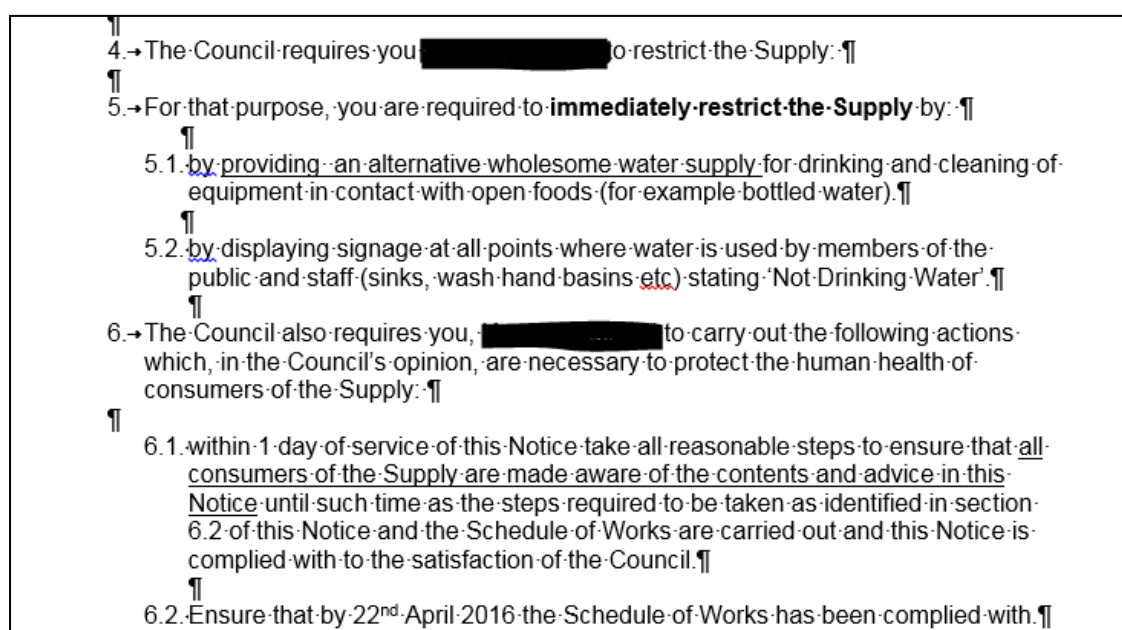 4. The Council requires you to restrict the Supply:
5. For that purpose, you are required to immediately restrict the Supply by:
5.1. by providing  an alternative wholesome water supply for drinking and cleaning of
equipment in contact with open foods (for example bottled water).
5.2. by displaying signage at all points where water is used by members of the
public and staff (sinks, wash hand basins etc) stating ‘Not Drinking Water’.
6. The Council also requires you, to carry out the following actions
which, in the Council’s opinion, are necessary to protect the human health of
consumers of the Supply:
6.1. within 1 day of service of this Notice take all reasonable steps to ensure that all
consumers of the Supply are made aware of the contents and advice in this
Notice until such time as the steps required to be taken as identified in section
6.2 of this Notice and the Schedule of Works are carried out and this Notice is
complied with to the satisfaction of the Council.
6.2. Ensure that by 22nd April 2016 the Schedule of Works has been complied with.